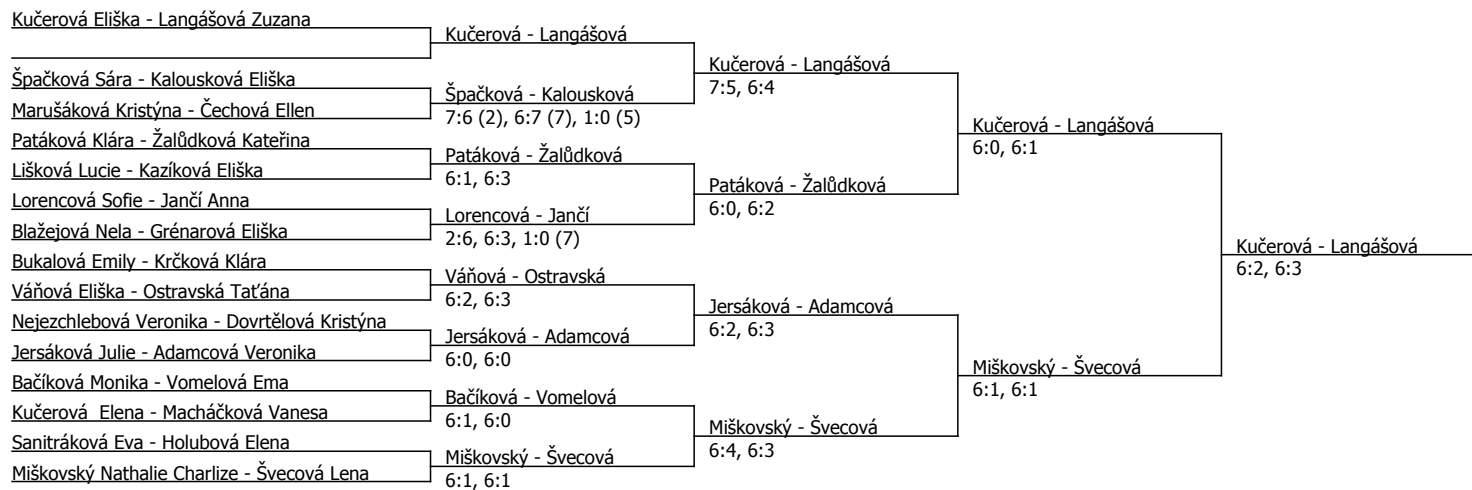 Kučerová Eliška - Langášová Zuzana
Špačková Sára - Kalousková Eliška
Marušáková Kristýna - Čechová Ellen
Patáková Klára - Žalůdková Kateřina
Lišková Lucie - Kazíková Eliška
Lorencová Sofie - Jančí Anna
Blažejová Nela - Grénarová Eliška
Bukalová Emily - Krčková Klára
Váňová Eliška - Ostravská Taťána
Nejezchlebová Veronika - Dovrtělová Kristýna
Jersáková Julie - Adamcová Veronika
Bačíková Monika - Vomelová Ema
Kučerová  Elena - Macháčková Vanesa
Sanitráková Eva - Holubová Elena
Miškovský Nathalie Charlize - Švecová Lena
Kučerová - Langášová
Špačková - Kalousková
7:6 (2), 6:7 (7), 1:0 (5)
Patáková - Žalůdková
6:1, 6:3
Lorencová - Jančí
2:6, 6:3, 1:0 (7)
Váňová - Ostravská
6:2, 6:3
Jersáková - Adamcová
6:0, 6:0
Bačíková - Vomelová
6:1, 6:0
Miškovský - Švecová
6:1, 6:1
Kučerová - Langášová
7:5, 6:4
Patáková - Žalůdková
6:0, 6:2
Jersáková - Adamcová
6:2, 6:3
Miškovský - Švecová
6:4, 6:3
Kučerová - Langášová
6:0, 6:1
Miškovský - Švecová
6:1, 6:1
Kučerová - Langášová
6:2, 6:3